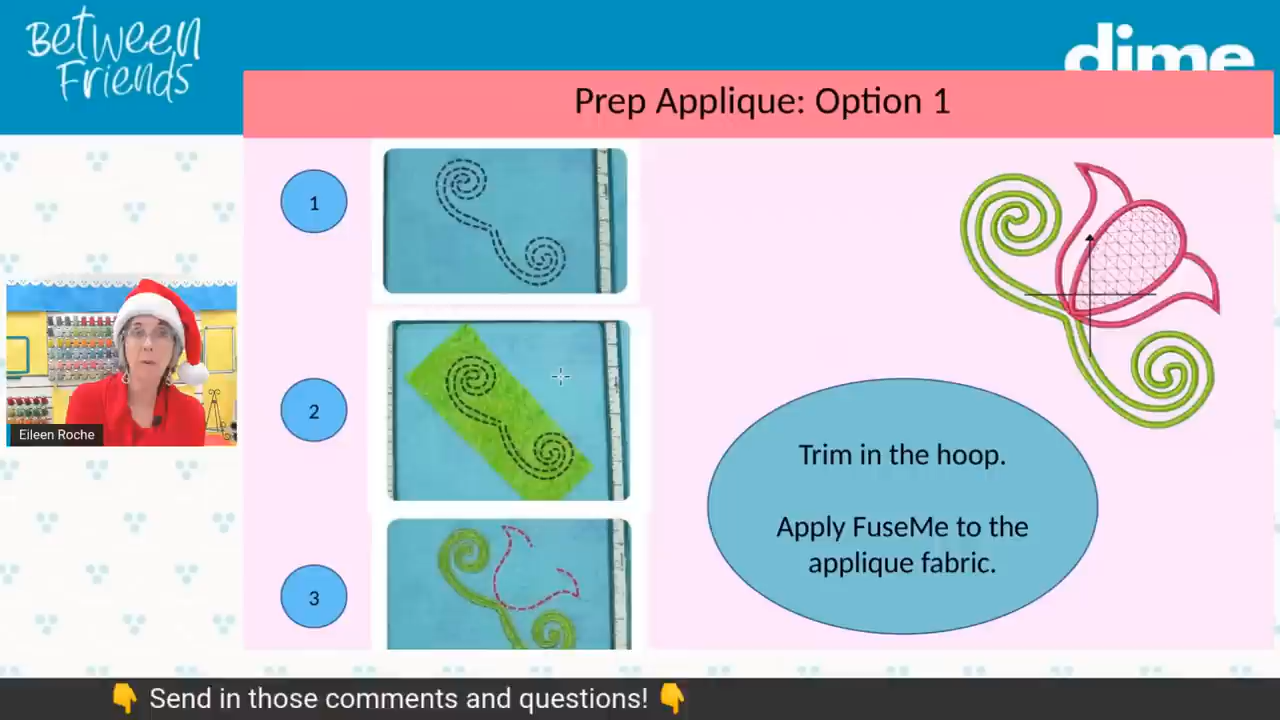 Between
Friends
dime
Prep Applique: Option 1
1
2
3
Trim in the hoop.
Apply FuseMe to the
applique fabric.
Eileen Roche
👇 Send in those comments and questions! 👇